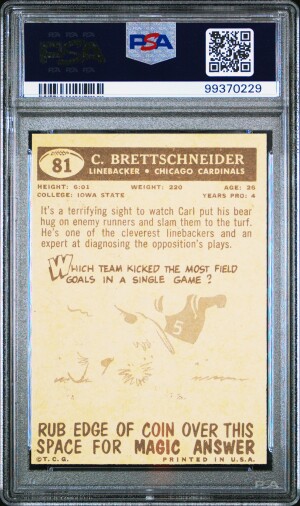 PSA
PSA
99370229
81
C. BRETTSCHNEIDER
LINEBACKER • CHICAGO CARDINALS
HEIGHT: 6:01 WEIGHT: 220 AGE: 26
COLLEGE: IOWA STATE YEARS PRO: 4
It's a terrifying sight to watch Carl put his bear
hug on enemy runners and slam them to the turf.
He's one of the cleverest linebackers and an
expert at diagnosing the opposition's plays.
WHICH TEAM KICKED THE MOST FIELD
GOALS IN A SINGLE GAME?
5
RUB EDGE OF COIN OVER THIS
SPACE FOR MAGIC ANSWER
© T.C.G. PRINTED IN U.S.A.
PSA